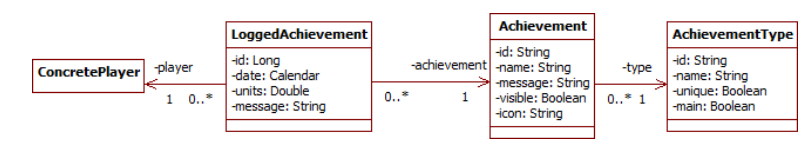 ConcretePlayer
-player
1 0..*
LoggedAchievement
-id: Long
-date: Calendar
-units: Double
-message: String
-achievement
0..* 1
Achievement
-id: String
-name: String
-message: String
-visible: Boolean
-icon: String
-type
0..* 1
AchievementType
-id: String
-name: String
-unique: Boolean
-main: Boolean